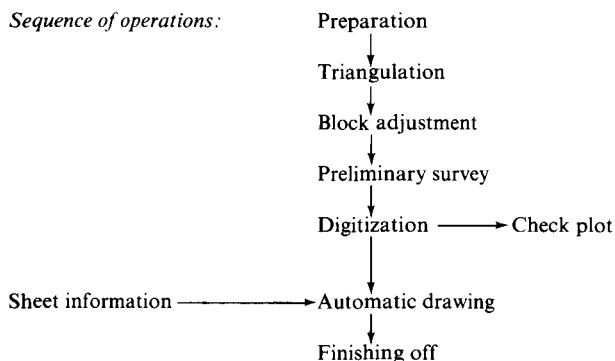 Sequence of operations: Preparation
Triangulation
Block adjustment
Preliminary survey
Digitization Check plot
Sheet information Automatic drawing
Finishing off